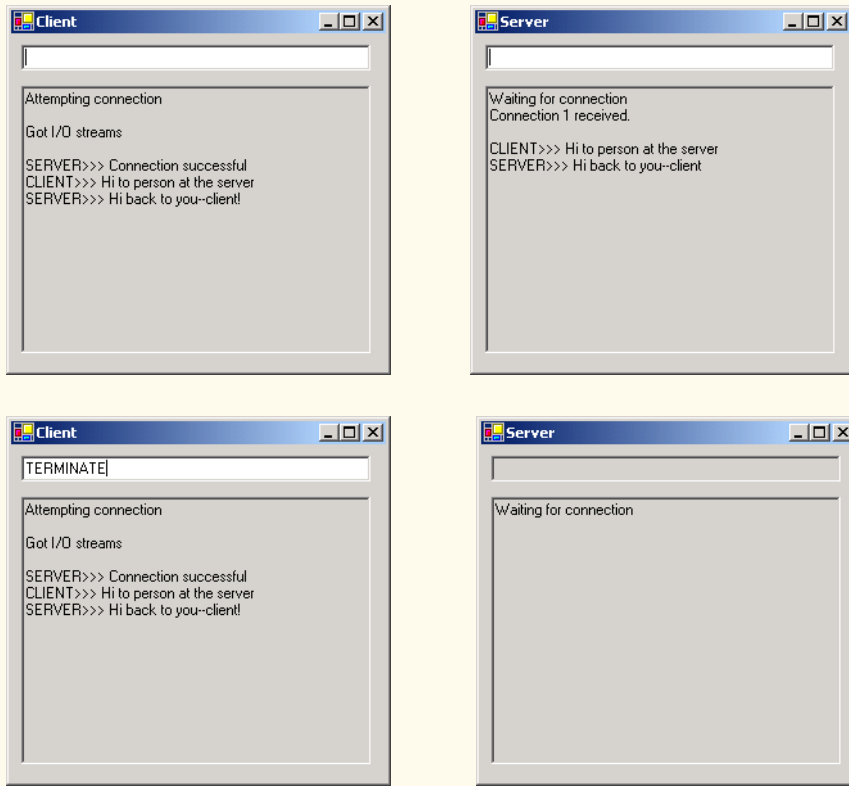 Client
Attempting connection
Got I/O streams
SERVER>>> Connection successful
CLIENT>>> Hi to person at the server
SERVER>>> Hi back to you--client!
Server
Waiting for connection
Connection 1 received.
CLIENT>>> Hi to person at the server
SERVER>>> Hi back to you--client
Client
TERMINATE
Attempting connection
Got I/O streams
SERVER>>> Connection successful
CLIENT>>> Hi to person at the server
SERVER>>> Hi back to you--client!
Server
Waiting for connection